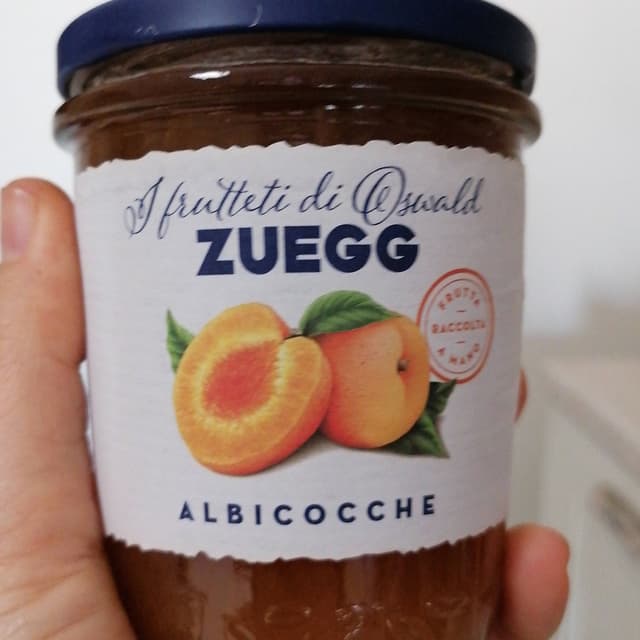 I frutteti di Oswald
ZUEGG
FRUTTA
RACCOLTA
A MANO
ALBICOCCHE